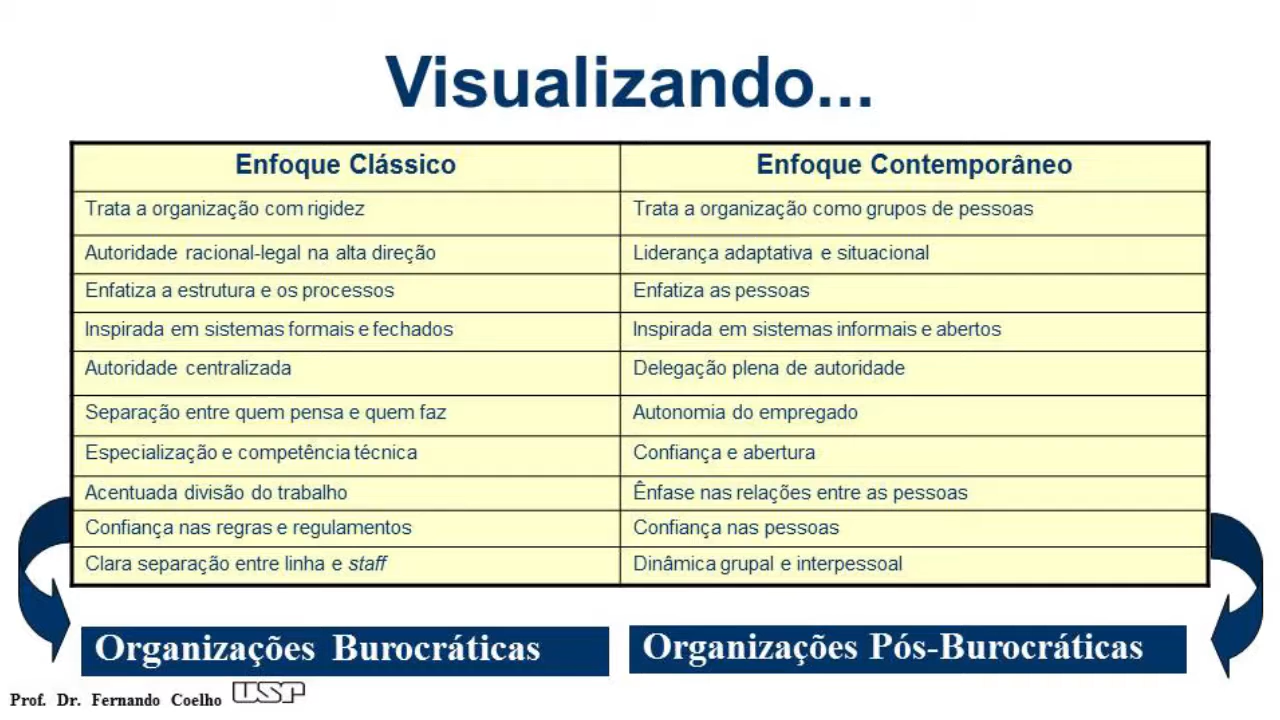 Visualizando...
Enfoque Clássico Enfoque Contemporâneo
Trata a organização com rigidez Trata a organização como grupos de pessoas
Autoridade racional-legal na alta direção Liderança adaptativa e situacional
Enfatiza a estrutura e os processos Enfatiza as pessoas
Inspirada em sistemas formais e fechados Inspirada em sistemas informais e abertos
Autoridade centralizada Delegação plena de autoridade
Separação entre quem pensa e quem faz Autonomia do empregado
Especialização e competência técnica Confiança e abertura
Acentuada divisão do trabalho Ênfase nas relações entre as pessoas
Confiança nas regras e regulamentos Confiança nas pessoas
Clara separação entre linha e staff Dinâmica grupal e interpessoal
Organizações Burocráticas Organizações Pós-Burocráticas
Prof. Dr. Fernando Coelho USP